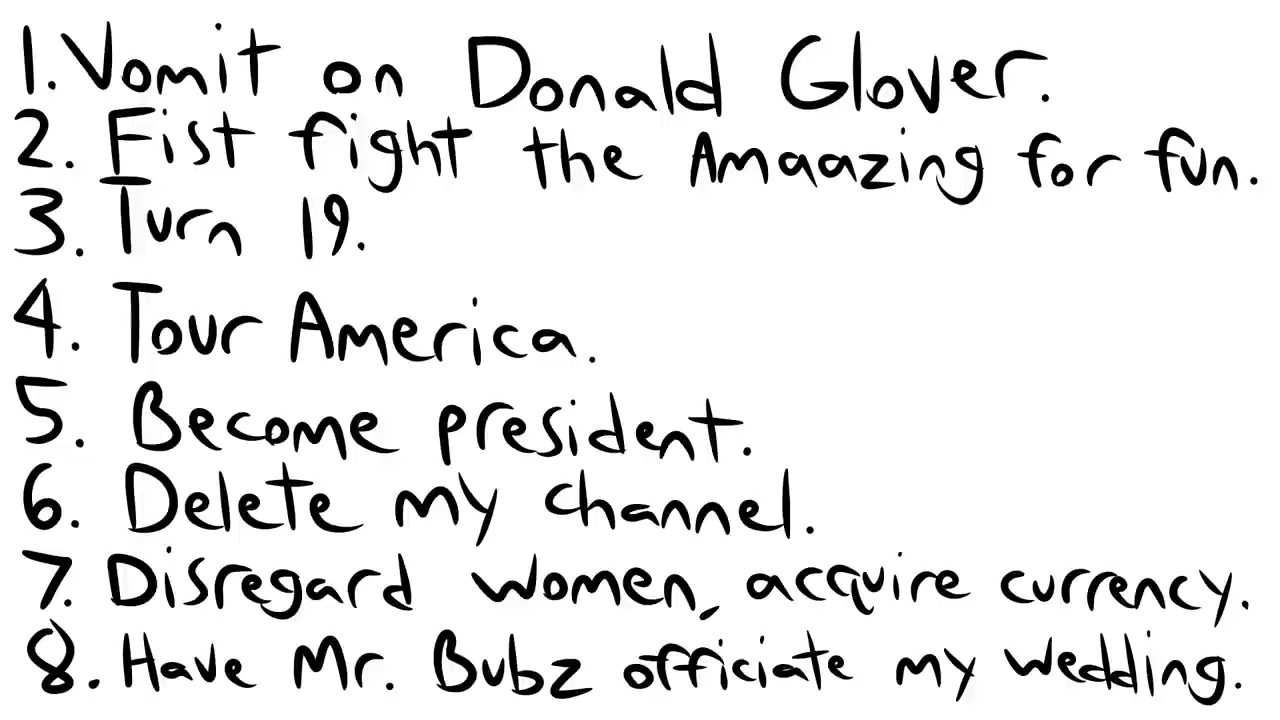 1. Vomit on Donald Glover.
2. Fist fight the Amaazing for fun.
3. Turn 19.
4. Tour America.
5. Become president.
6. Delete my channel.
7. Disregard women, acquire currency.
8. Have Mr. Bubz officiate my wedding.